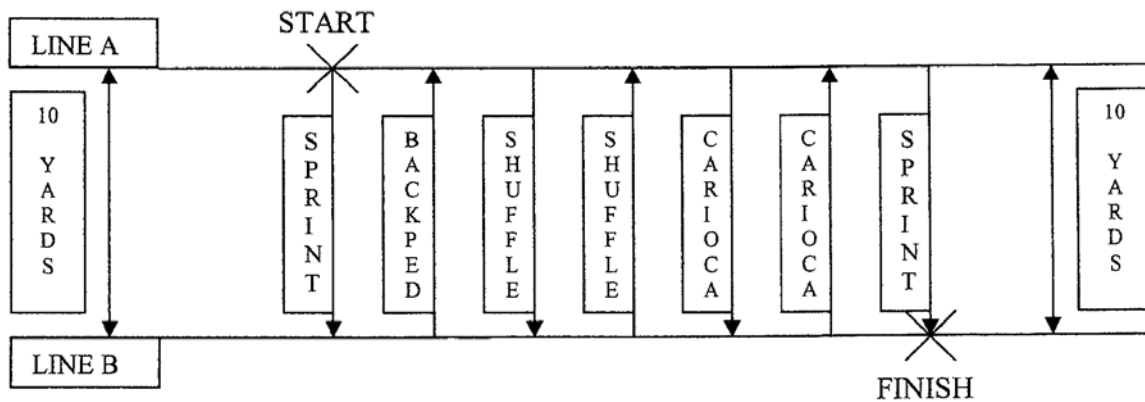 START
LINE A
10 YARDS
SPRINT
BACKPED
SHUFFLE
SHUFFLE
CARIOCA
CARIOCA
SPRINT
10 YARDS
LINE B
FINISH